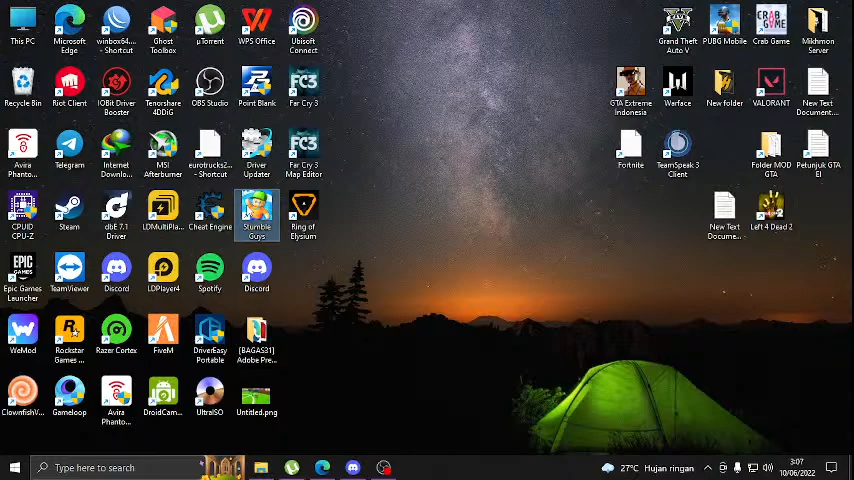 This PC
Microsoft
Edge
winbox64....
- Shortcut
Ghost
Toolbox
µTorrent
WPS Office
Ubisoft
Connect
Grand Theft
Auto V
PUBG Mobile
Crab Game
Mikhmon
Server
Recycle Bin
Riot Client
IObit Driver
Booster
Tenorshare
4DDiG
OBS Studio
Point Blank
Far Cry 3
GTA Extreme
Indonesia
Warface
New folder
VALORANT
New Text
Document....
Avira
Phanto...
Telegram
Internet
Downlo...
MSI
Afterburner
eurotrucks2...
- Shortcut
Driver
Updater
Far Cry 3
Map Editor
Fortnite
TeamSpeak 3
Client
Folder MOD
GTA
Petunjuk GTA
EI
CPUID
CPU-Z
Steam
dbE 7.1
Driver
LDMultiPla...
Cheat Engine
Stumble
Guys
Ring of
Elysium
New Text
Docume...
Left 4 Dead 2
Epic Games
Launcher
TeamViewer
Discord
LDPlayer4
Spotify
Discord
WeMod
Rockstar
Games ...
Razer Cortex
FiveM
DriverEasy
Portable
[BAGAS31]
Adobe Pre...
ClownfishV...
Gameloop
Avira
Phanto...
DroidCam...
UltraISO
Untitled.png
Type here to search
27°C Hujan ringan
3:07
10/06/2022